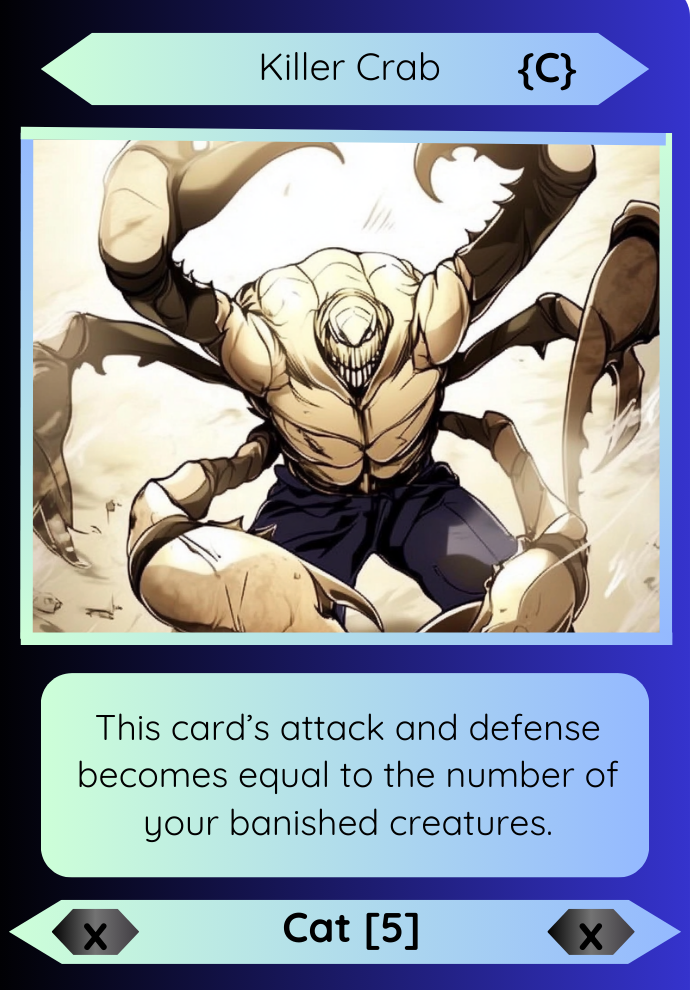 Killer Crab {C}
This card's attack and defense
becomes equal to the number of
your banished creatures.
x Cat [5] x